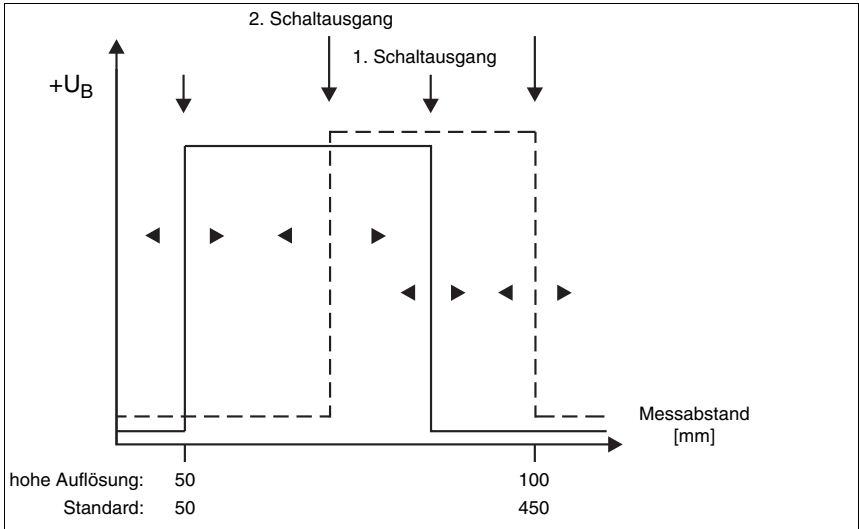 2. Schaltausgang
1. Schaltausgang
+UB
Messabstand
[mm]
hohe Auflösung: 50 100
Standard: 50 450